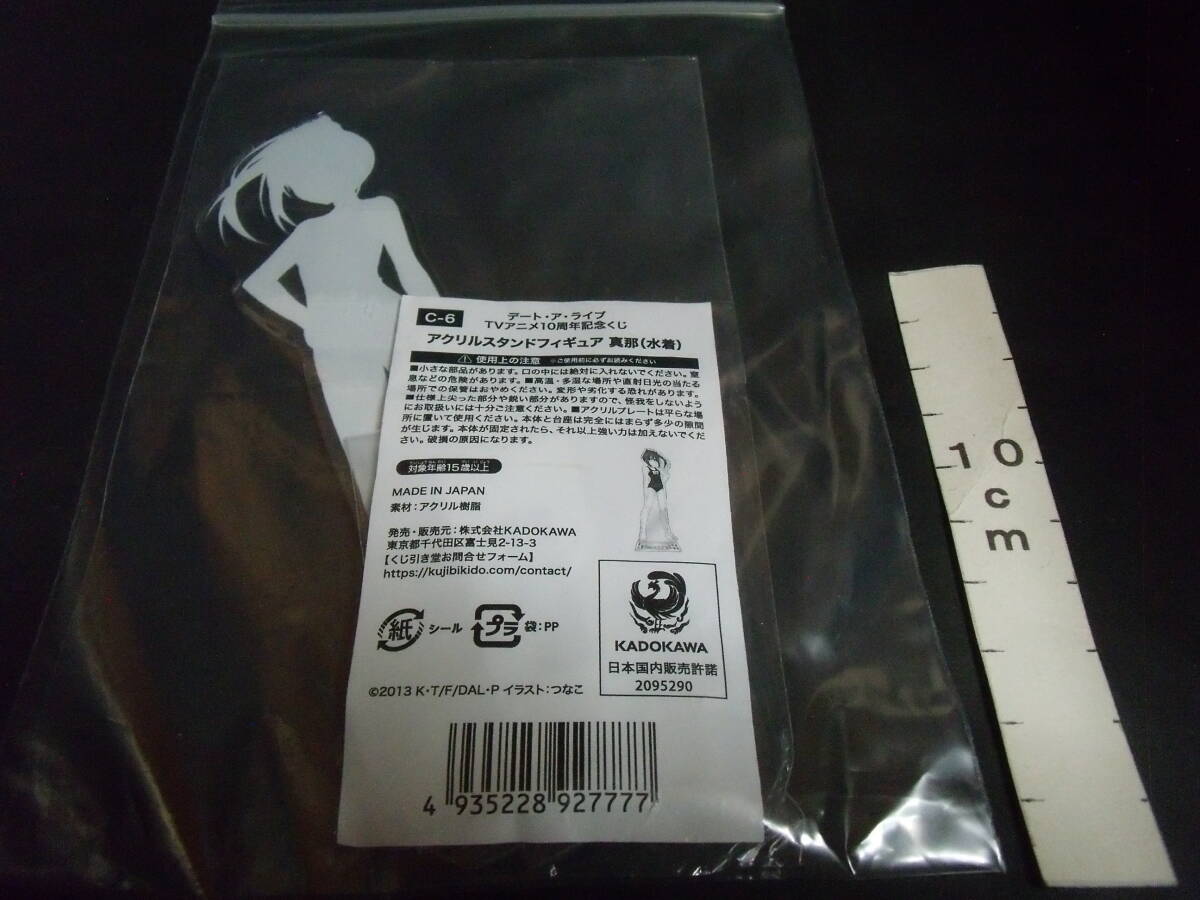 C-6
デート・ア・ライブ
TVアニメ10周年記念くじ
アクリルスタンドフィギュア 真那(水着)
使用上の注意 ※ご使用前に必ずお読みください
■小さな部品があります。口の中には絶対に入れないでください。窒
息などの危険があります。■高温・多湿な場所や直射日光の当たる
場所での保管はおやめください。変形や劣化する恐れがあります。
■仕様上尖った部分や鋭い部分がありますので、怪我をしないよう
にお取扱いには十分ご注意ください。■アクリルプレートは平らな場
所に置いて使用ください。本体と台座は完全にはまらず多少の隙間
が生じます。本体が固定されたら、それ以上強い力は加えないでくだ
さい。破損の原因になります。
対象年齢15歳以上
MADE IN JAPAN
素材:アクリル樹脂
発売・販売元:株式会社KADOKAWA
東京都千代田区富士見2-13-3
【くじ引き堂お問合せフォーム】
https://kujibikido.com/contact/
紙 シール プラ 袋:PP
KADOKAWA
日本国内販売許諾
2095290
©2013 K・T/F/DAL・P イラスト:つなこ
4 935228 927777
10
cm